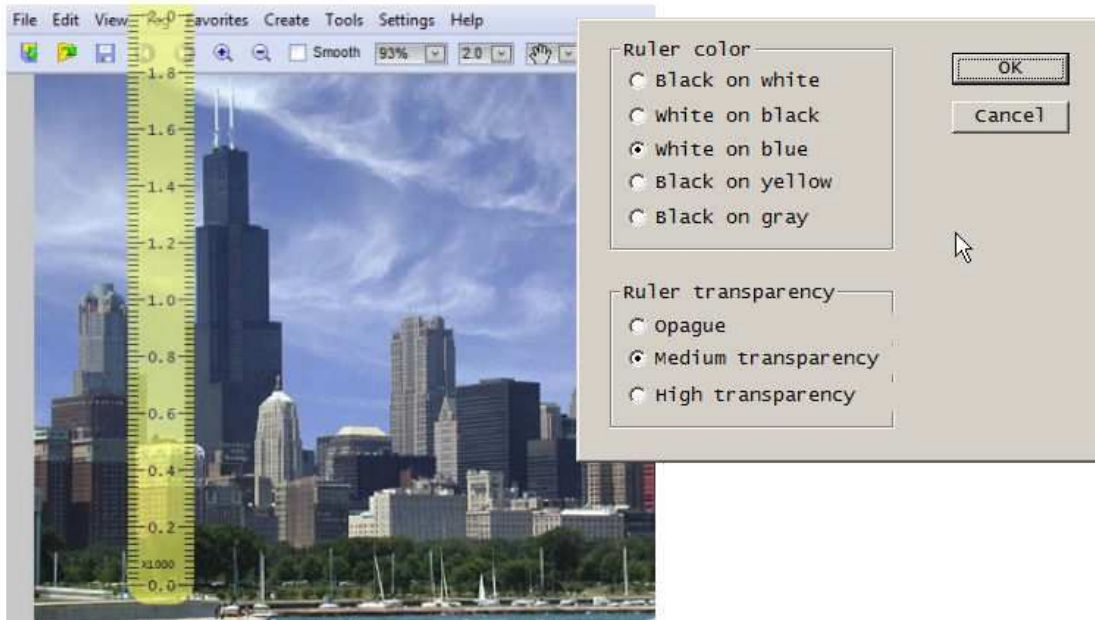 File Edit View Favorites Create Tools Settings Help
Smooth 93% 2.0
2.0
1.8
1.6
1.4
1.2
1.0
0.8
0.6
0.4
0.2
X1000
0.0
Ruler color
Black on white
White on black
White on blue
Black on yellow
Black on gray
Ruler transparency
Opague
Medium transparency
High transparency
OK
Cancel